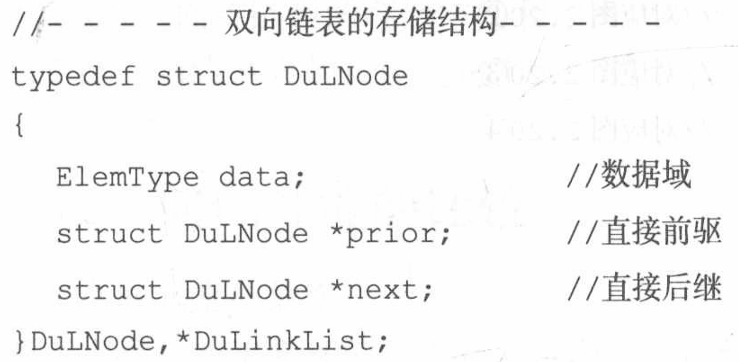 //- - - - - 双向链表的存储结构- - - - -
typedef struct DuLNode
{
ElemType data; //数据域
struct DuLNode *prior; //直接前驱
struct DuLNode *next; //直接后继
}DuLNode,*DuLinkList;